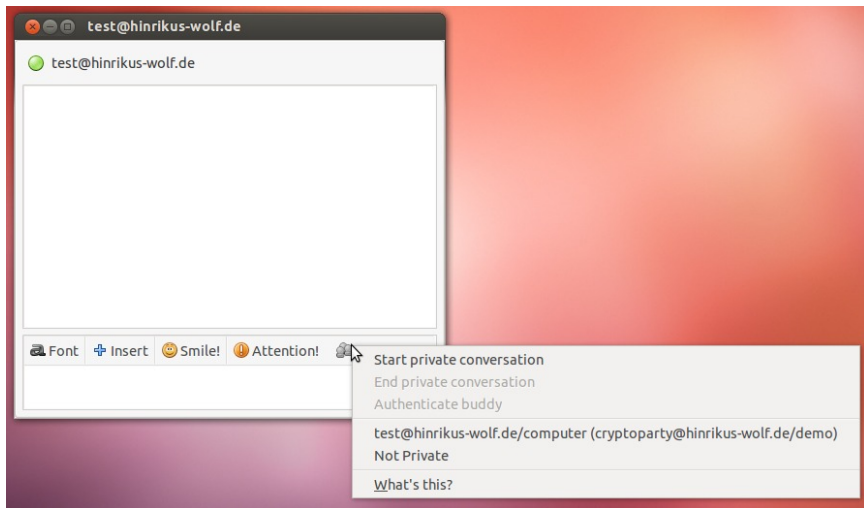 test@hinrikus-wolf.de
test@hinrikus-wolf.de
Font Insert Smile! Attention!
Start private conversation
End private conversation
Authenticate buddy
test@hinrikus-wolf.de/computer (cryptoparty@hinrikus-wolf.de/demo)
Not Private
What's this?